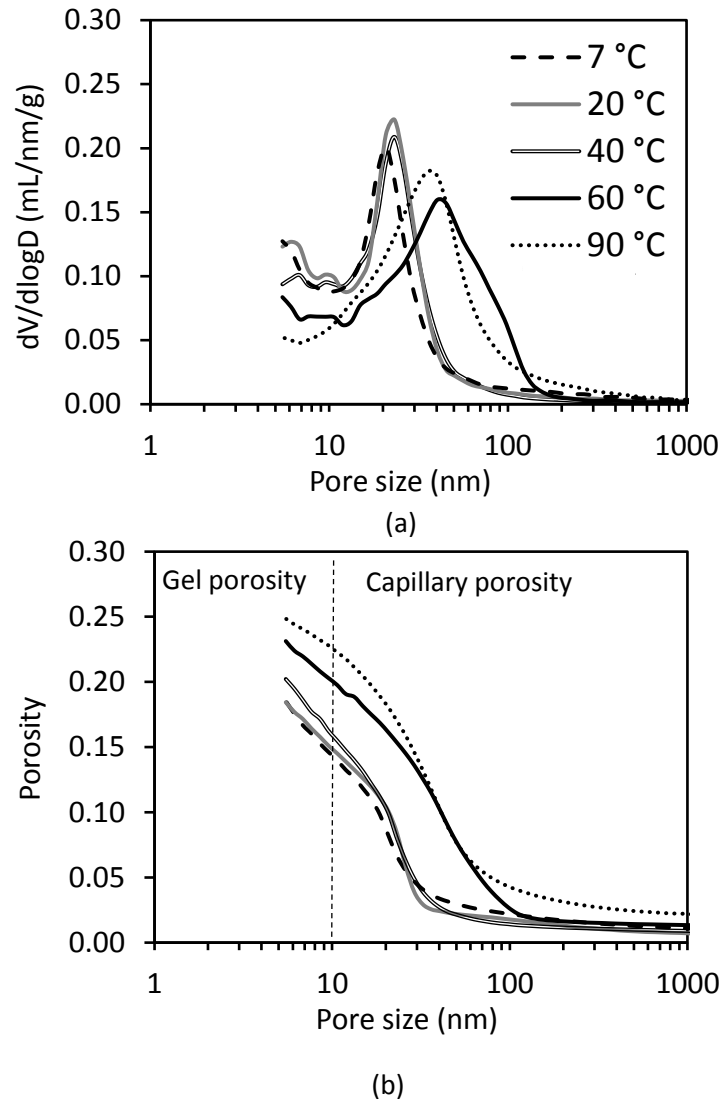 0.30
0.25
0.20
0.15
0.10
0.05
0.00
dV/dlogD (mL/nm/g)
7 °C
20 °C
40 °C
60 °C
90 °C
1 10 100 1000
Pore size (nm)
(a)
0.30
0.25
0.20
0.15
0.10
0.05
0.00
Porosity
Gel porosity Capillary porosity
1 10 100 1000
Pore size (nm)
(b)